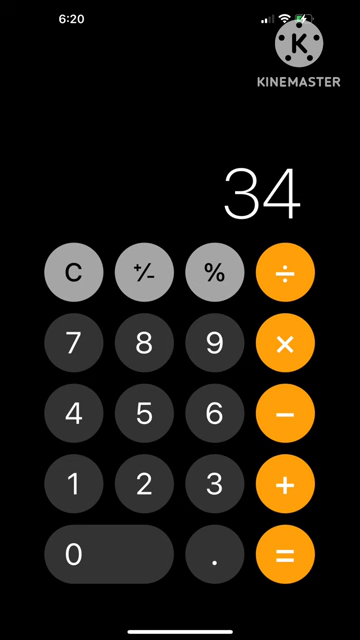 6:20
K
KINEMASTER
34
C +/- % ÷
7 8 9 ×
4 5 6 −
1 2 3 +
0 . =